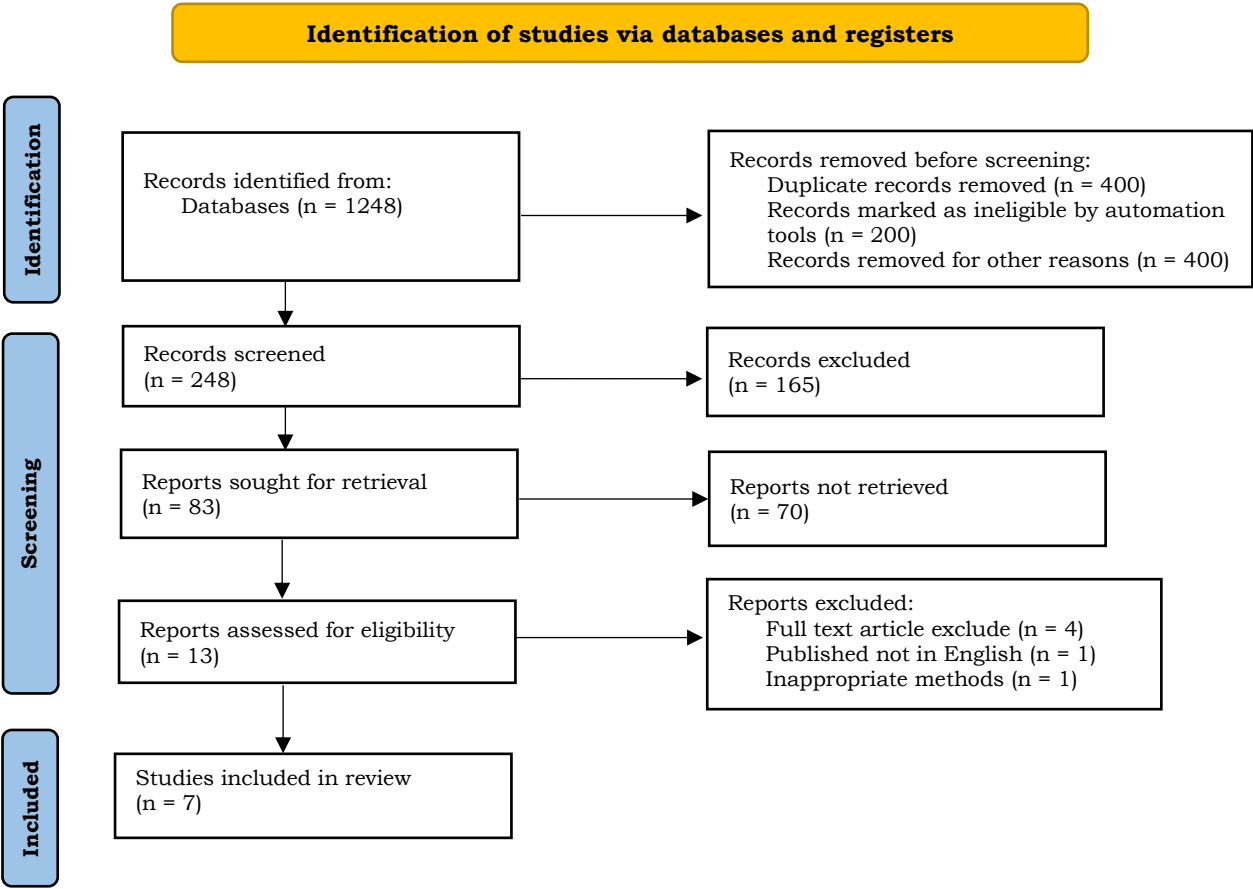 Identification of studies via databases and registers
Identification
Records identified from:
Databases (n = 1248)
Records removed before screening:
Duplicate records removed (n = 400)
Records marked as ineligible by automation
tools (n = 200)
Records removed for other reasons (n = 400)
Screening
Records screened
(n = 248)
Records excluded
(n = 165)
Reports sought for retrieval
(n = 83)
Reports not retrieved
(n = 70)
Reports assessed for eligibility
(n = 13)
Reports excluded:
Full text article exclude (n = 4)
Published not in English (n = 1)
Inappropriate methods (n = 1)
Included
Studies included in review
(n = 7)